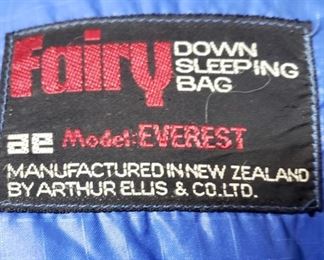 Fairy DOWN
SLEEPING
BAG
ae Model:EVEREST
MANUFACTURED IN NEW ZEALAND
BY ARTHUR ELLIS & CO.LTD.